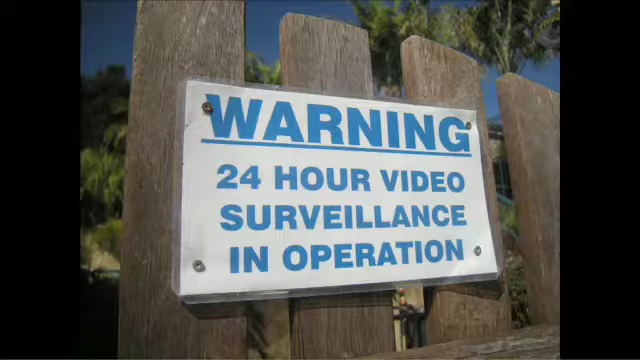 WARNING
24 HOUR VIDEO
SURVEILLANCE
IN OPERATION